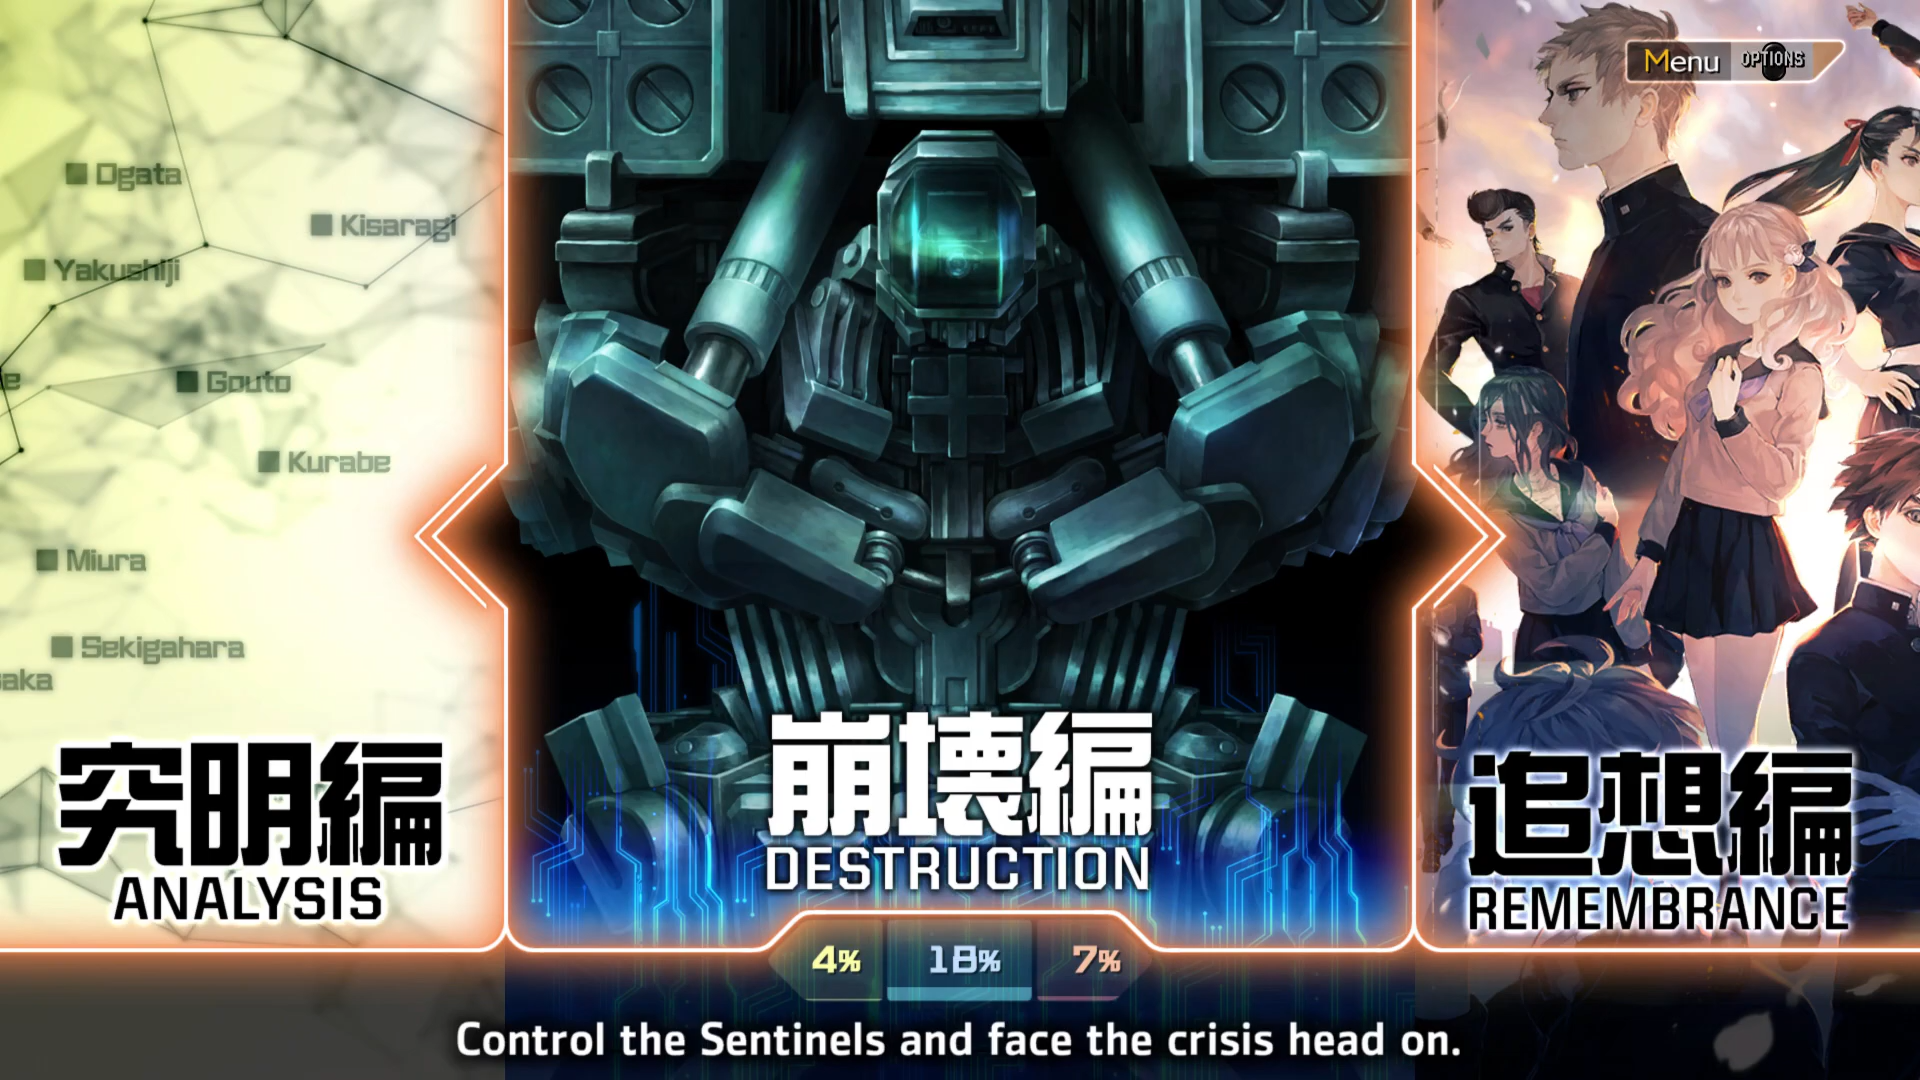 Menu OPTIONS
Ogata
Kisaragi
Yakushiji
e
Gouto
Kurabe
Miura
Sekigahara
aka
究明編
ANALYSIS
崩壊編
DESTRUCTION
追想編
REMEMBRANCE
4% 18% 7%
Control the Sentinels and face the crisis head on.